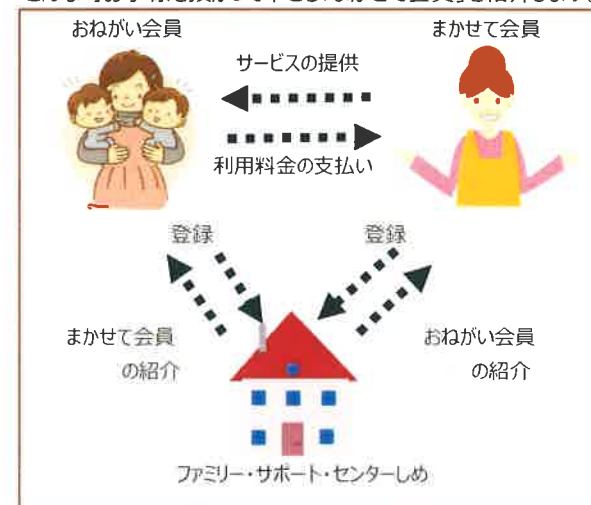 おねがい会員
まかせて会員
サービスの提供
利用料金の支払い
登録
登録
まかせて会員
の紹介
おねがい会員
の紹介
ファミリー・サポート・センターしめ